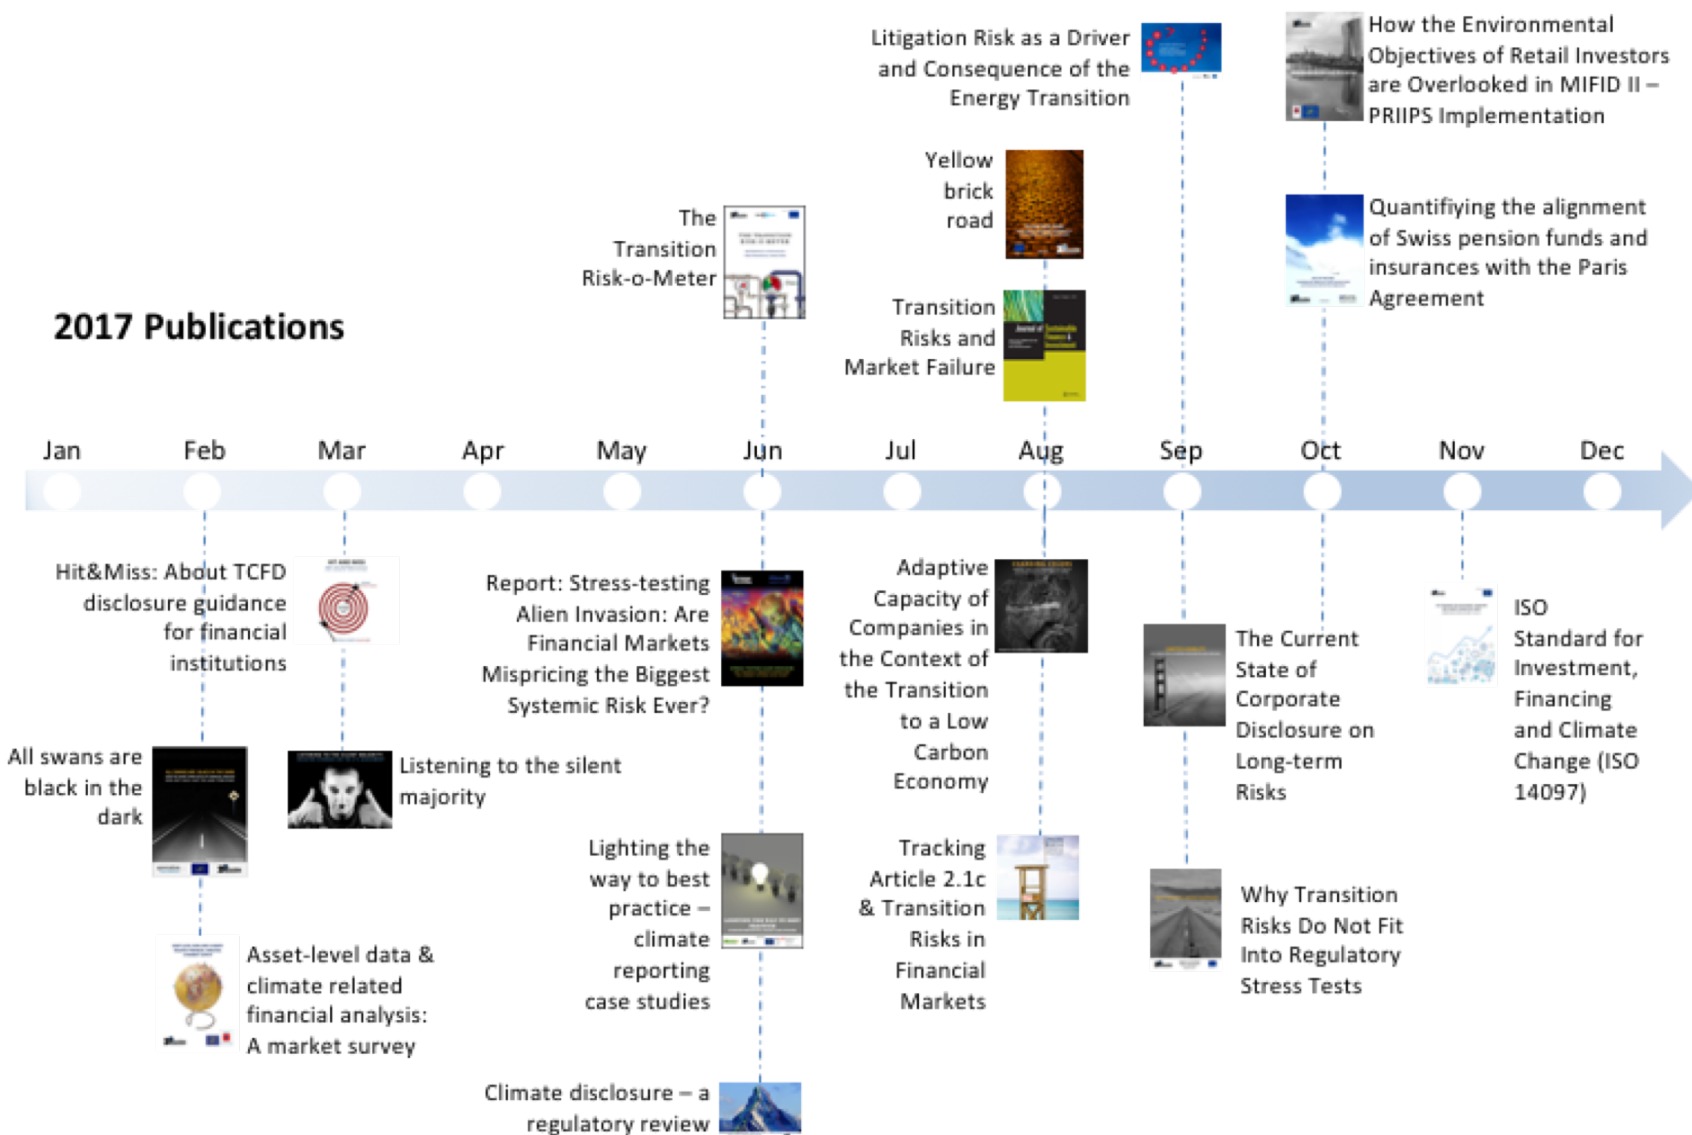 Litigation Risk as a Driver
and Consequence of the
Energy Transition
How the Environmental
Objectives of Retail Investors
are Overlooked in MIFID II –
PRIIPS Implementation
Yellow
brick
road
The
Transition
Risk-o-Meter
Quantifiying the alignment
of Swiss pension funds and
insurances with the Paris
Agreement
Transition
Risks and
Market Failure
2017 Publications
Jan
Feb
Mar
Apr
May
Jun
Jul
Aug
Sep
Oct
Nov
Dec
Hit&Miss: About TCFD
disclosure guidance
for financial
institutions
HIT AND MISS
Report: Stress-testing
Alien Invasion: Are
Financial Markets
Mispricing the Biggest
Systemic Risk Ever?
Adaptive
Capacity of
Companies in
the Context of
the Transition
to a Low
Carbon
Economy
The Current
State of
Corporate
Disclosure on
Long-term
Risks
ISO
Standard for
Investment,
Financing
and Climate
Change (ISO
14097)
All swans are
black in the
dark
Listening to the silent
majority
Lighting the
way to best
practice –
climate
reporting
case studies
Tracking
Article 2.1c
& Transition
Risks in
Financial
Markets
Why Transition
Risks Do Not Fit
Into Regulatory
Stress Tests
Asset-level data &
climate related
financial analysis:
A market survey
Climate disclosure – a
regulatory review